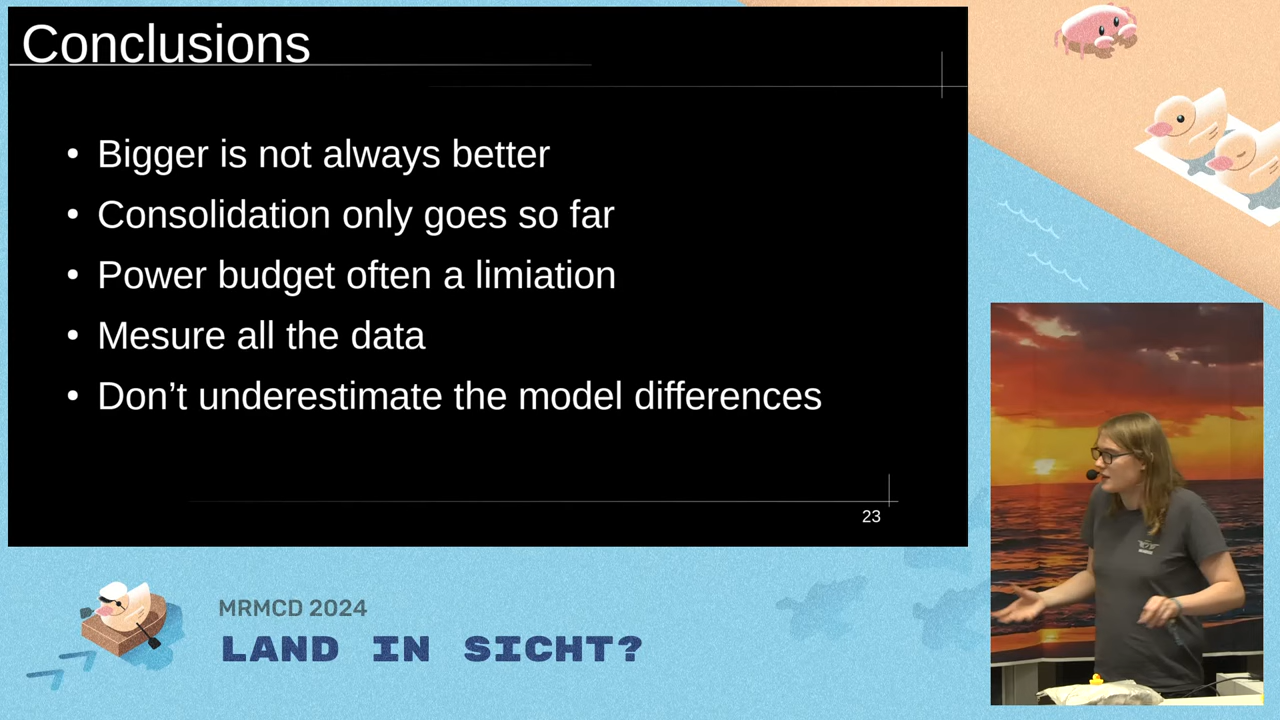 Conclusions
• Bigger is not always better
• Consolidation only goes so far
• Power budget often a limiation
• Mesure all the data
• Don’t underestimate the model differences
23
MRMCD 2024
LAND IN SICHT?